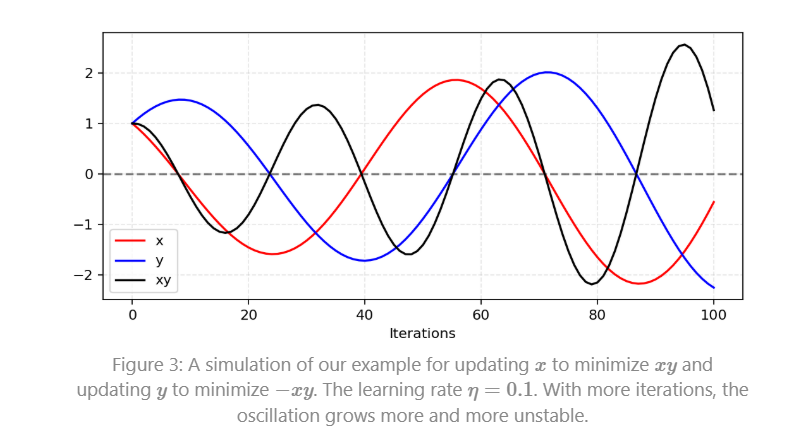 2
1
0
−1
−2
x
y
xy
0 20 40 60 80 100
Iterations
Figure 3: A simulation of our example for updating x to minimize xy and
updating y to minimize −xy. The learning rate η = 0.1. With more iterations, the
oscillation grows more and more unstable.